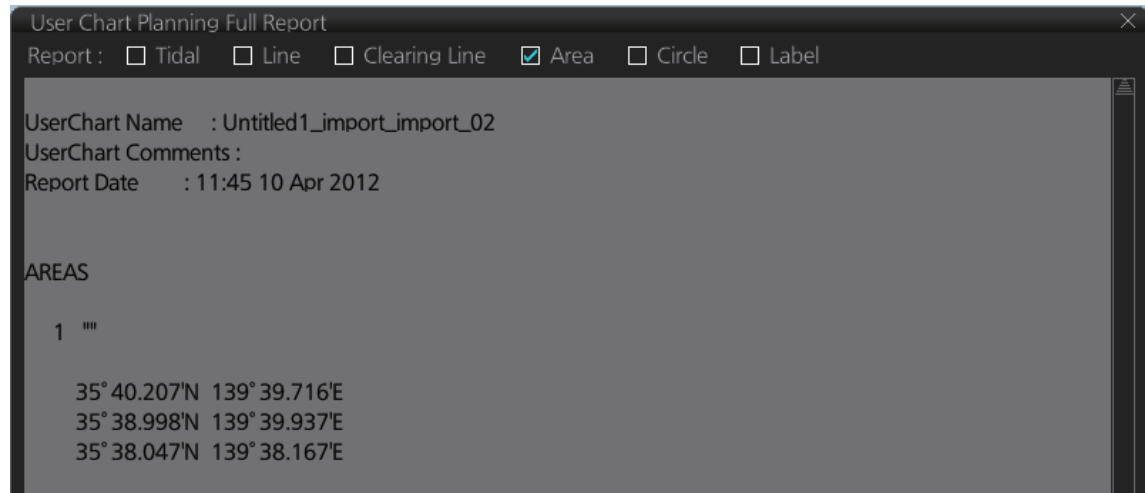 User Chart Planning Full Report
Report : Tidal Line Clearing Line Area Circle Label
UserChart Name : Untitled1_import_import_02
UserChart Comments :
Report Date : 11:45 10 Apr 2012
AREAS
1 ""
35° 40.207'N 139° 39.716'E
35° 38.998'N 139° 39.937'E
35° 38.047'N 139° 38.167'E